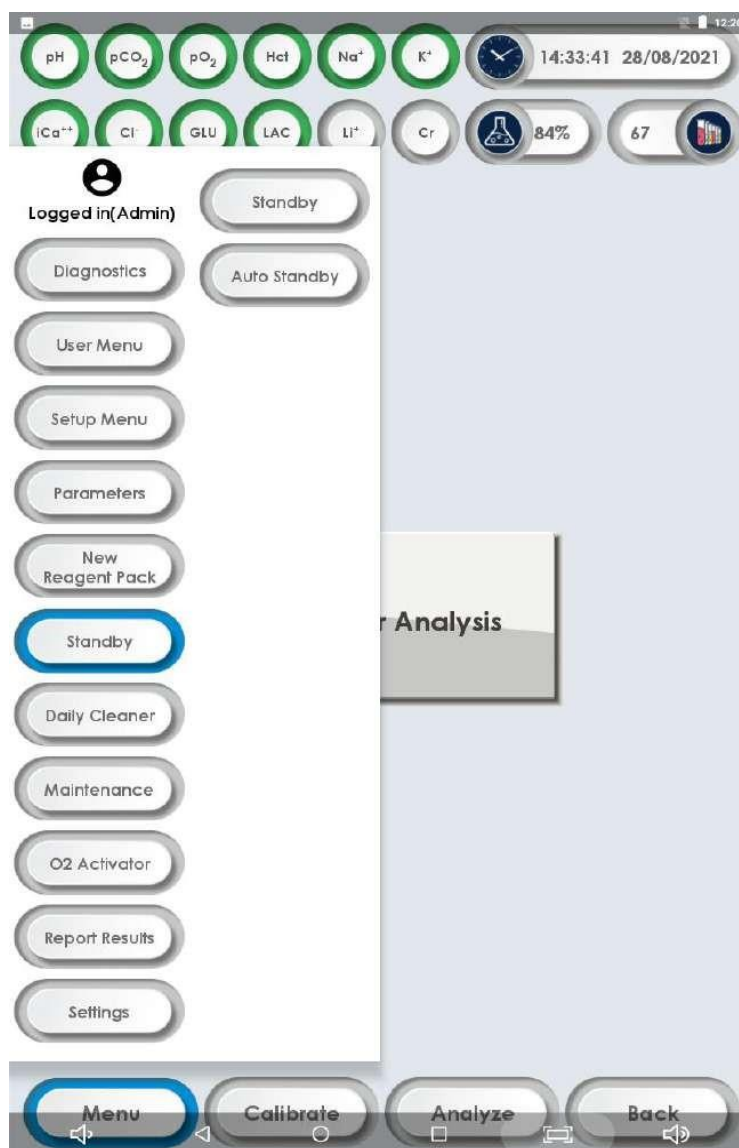 12:20
pH pCO₂ pO₂ Hct Na⁺ K⁺ 14:33:41 28/08/2021
iCa⁺⁺ Cl⁻ GLU LAC Li⁺ Cr 84% 67
Logged in(Admin)
Standby
Auto Standby
Diagnostics
User Menu
Setup Menu
Parameters
New
Reagent Pack
Standby
Daily Cleaner
Maintenance
O2 Activator
Report Results
Settings
r Analysis
Menu Calibrate Analyze Back